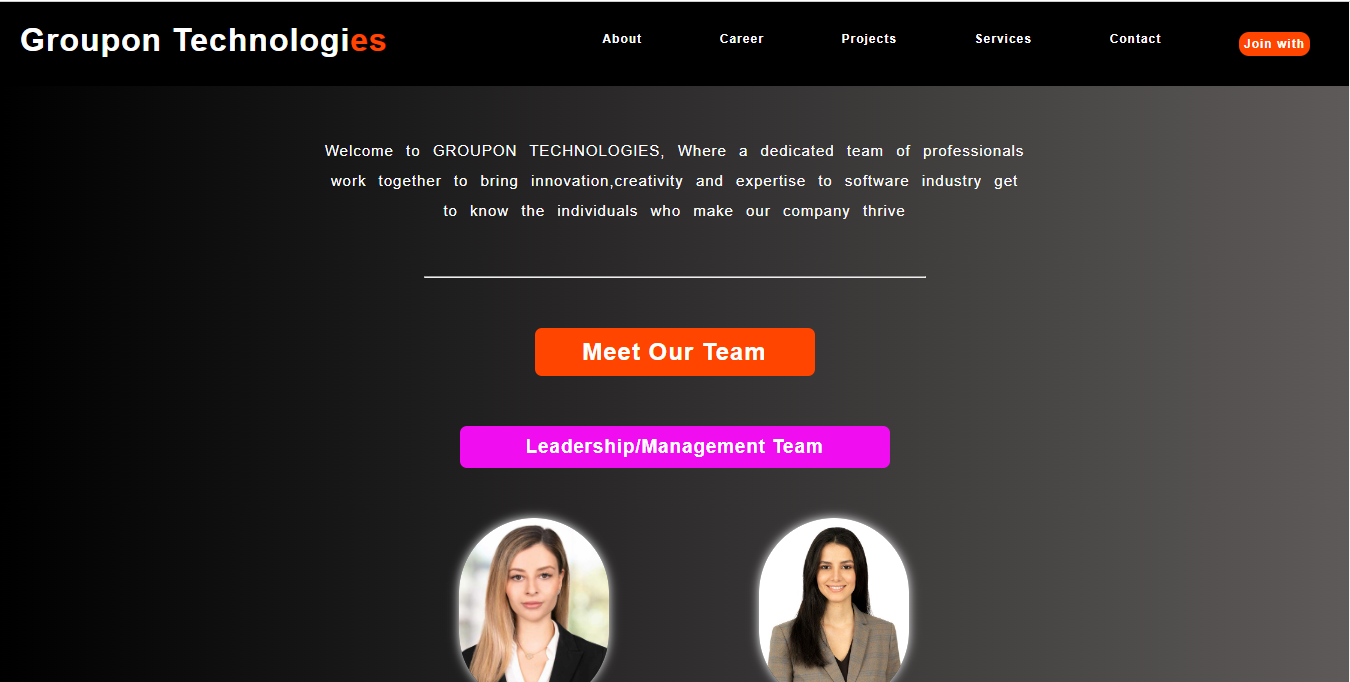 Groupon Technologies
About
Career
Projects
Services
Contact
Join with
Welcome to GROUPON TECHNOLOGIES, Where a dedicated team of professionals
work together to bring innovation,creativity and expertise to software industry get
to know the individuals who make our company thrive
Meet Our Team
Leadership/Management Team